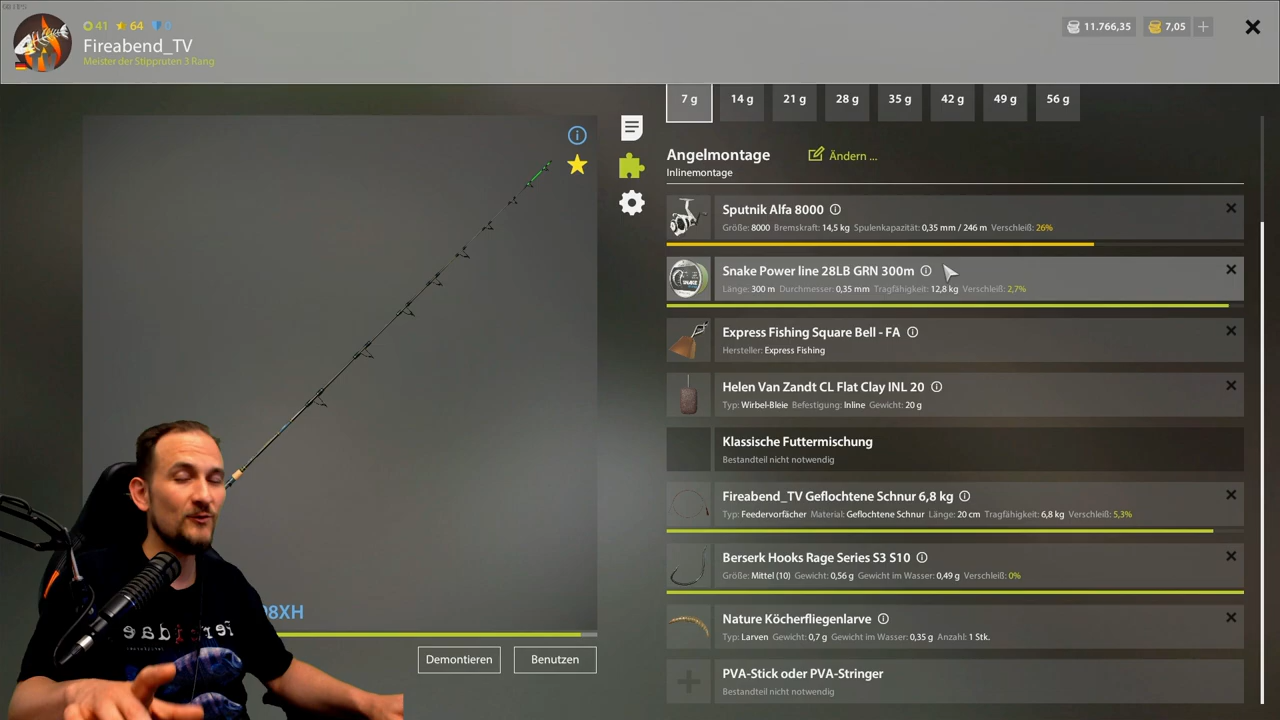 41 64 0
Fireabend_TV
Meister der Stippruten 3 Rang
11.766,35 7,05
7 g 14 g 21 g 28 g 35 g 42 g 49 g 56 g
Angelmontage Ändern ...
Inlinemontage
Sputnik Alfa 8000
Größe: 8000 Bremskraft: 14,5 kg Spulenkapazität: 0,35 mm / 246 m Verschleiß: 26%
Snake Power line 28LB GRN 300m
Länge: 300 m Durchmesser: 0,35 mm Tragfähigkeit: 12,8 kg Verschleiß: 2,7%
Express Fishing Square Bell - FA
Hersteller: Express Fishing
Helen Van Zandt CL Flat Clay INL 20
Typ: Wirbel-Bleie Befestigung: Inline Gewicht: 20 g
Klassische Futtermischung
Bestandteil nicht notwendig
Fireabend_TV Geflochtene Schnur 6,8 kg
Typ: Feedervorfächer Material: Geflochtene Schnur Länge: 20 cm Tragfähigkeit: 6,8 kg Verschleiß: 5,3%
Berserk Hooks Rage Series S3 S10
Größe: Mittel (10) Gewicht: 0,56 g Gewicht im Wasser: 0,49 g Verschleiß: 0%
Nature Köcherfliegenlarve
Typ: Larven Gewicht: 0,7 g Gewicht im Wasser: 0,35 g Anzahl: 1 Stk.
PVA-Stick oder PVA-Stringer
Bestandteil nicht notwendig
8XH
Demontieren Benutzen